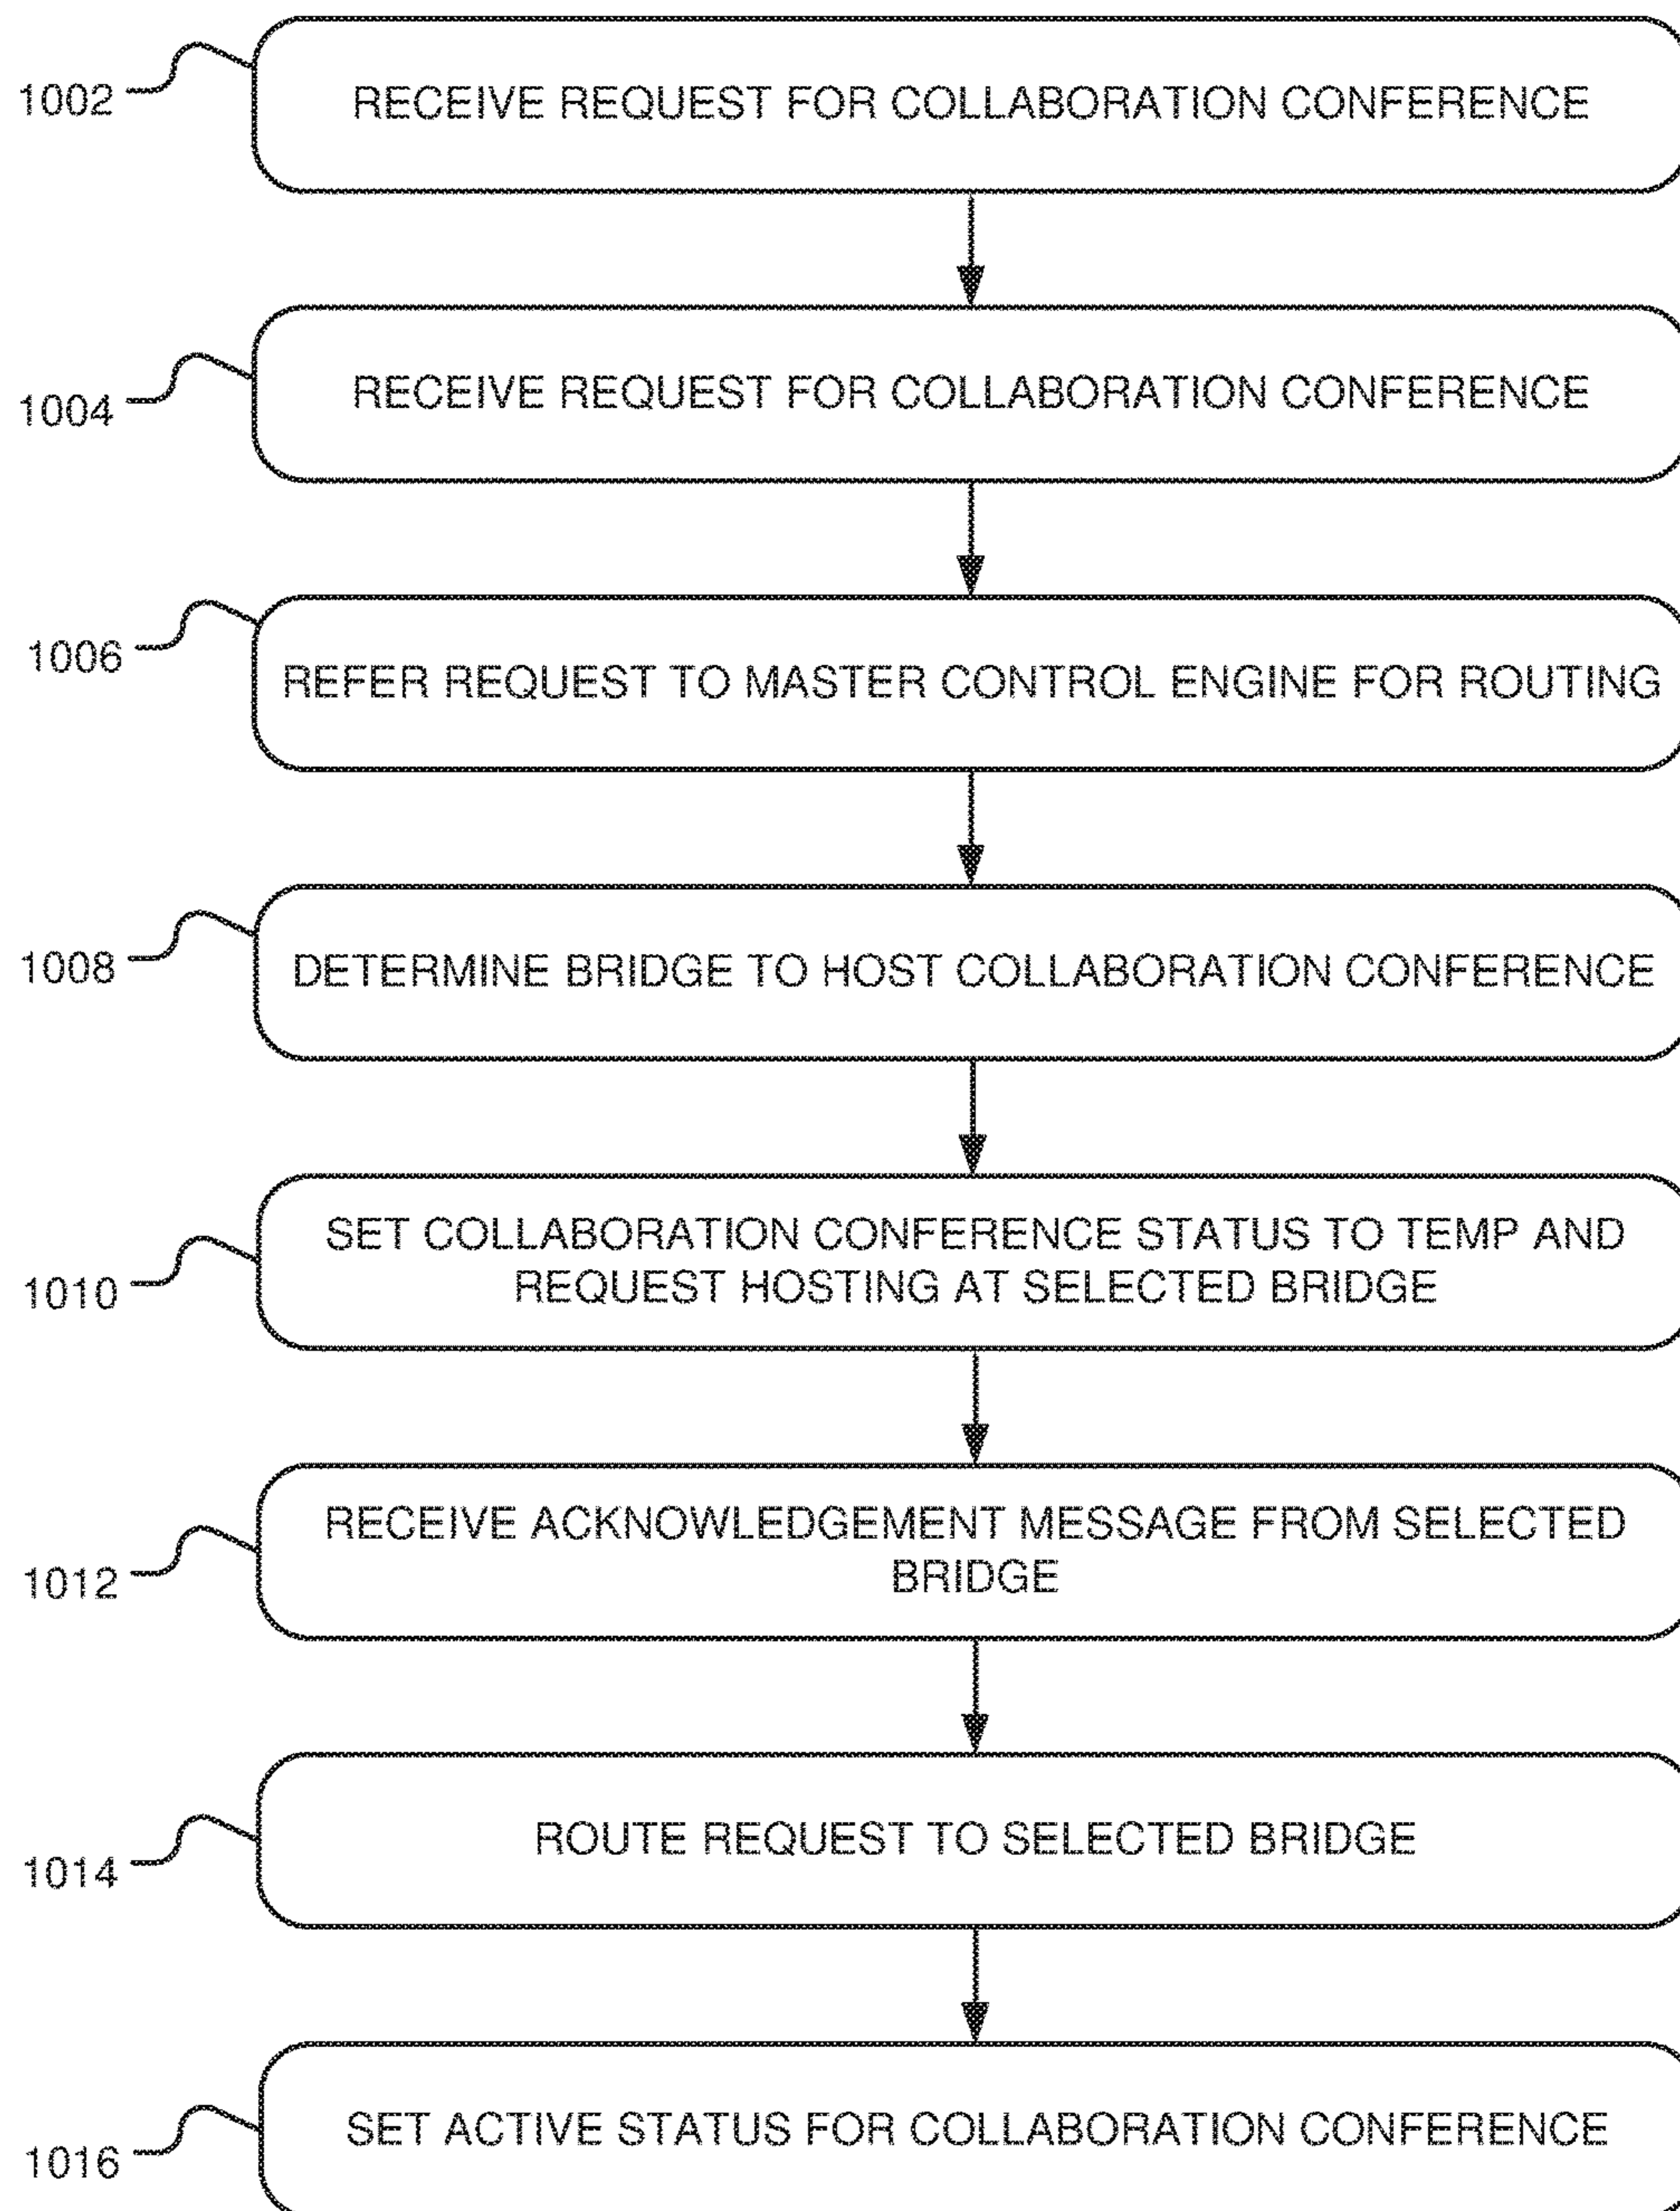 1002
RECEIVE REQUEST FOR COLLABORATION CONFERENCE
1004
RECEIVE REQUEST FOR COLLABORATION CONFERENCE
1006
REFER REQUEST TO MASTER CONTROL ENGINE FOR ROUTING
1008
DETERMINE BRIDGE TO HOST COLLABORATION CONFERENCE
1010
SET COLLABORATION CONFERENCE STATUS TO TEMP AND
REQUEST HOSTING AT SELECTED BRIDGE
1012
RECEIVE ACKNOWLEDGEMENT MESSAGE FROM SELECTED
BRIDGE
1014
ROUTE REQUEST TO SELECTED BRIDGE
1016
SET ACTIVE STATUS FOR COLLABORATION CONFERENCE